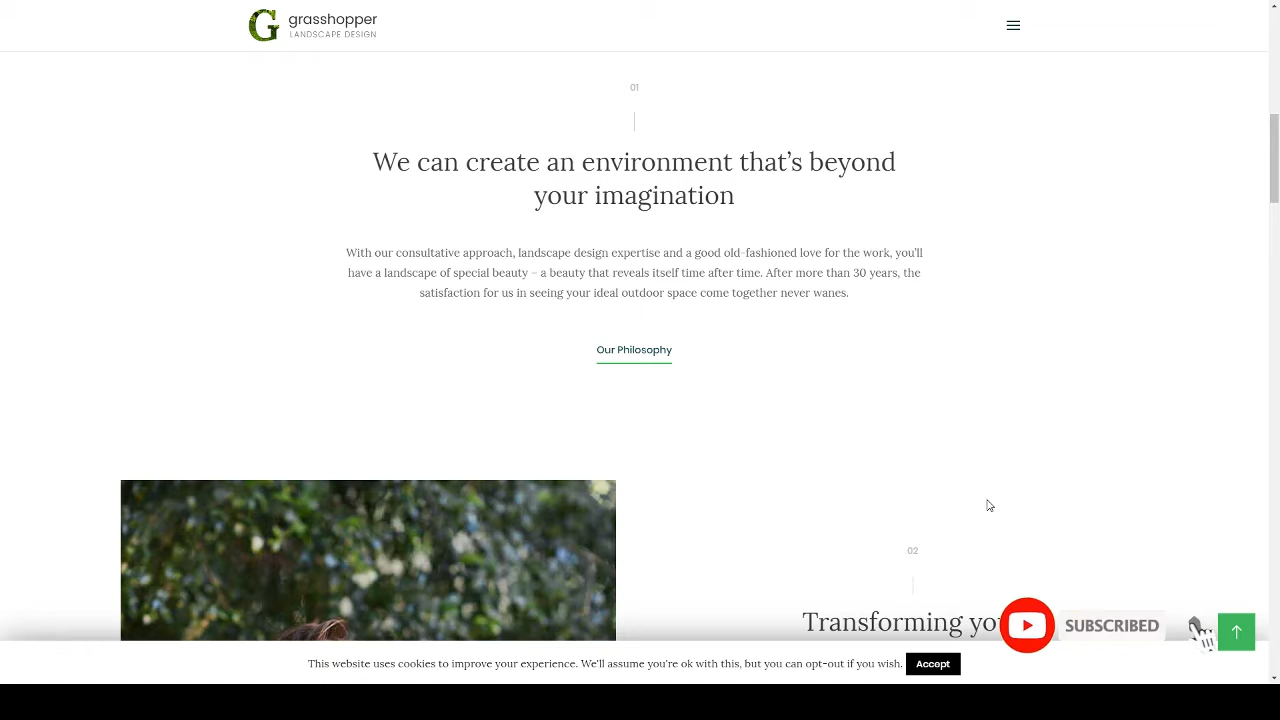 grasshopper
LANDSCAPE DESIGN
01
We can create an environment that’s beyond
your imagination
With our consultative approach, landscape design expertise and a good old-fashioned love for the work, you’ll
have a landscape of special beauty – a beauty that reveals itself time after time. After more than 30 years, the
satisfaction for us in seeing your ideal outdoor space come together never wanes.
Our Philosophy
02
Transforming
SUBSCRIBED
This website uses cookies to improve your experience. We'll assume you're ok with this, but you can opt-out if you wish. Accept